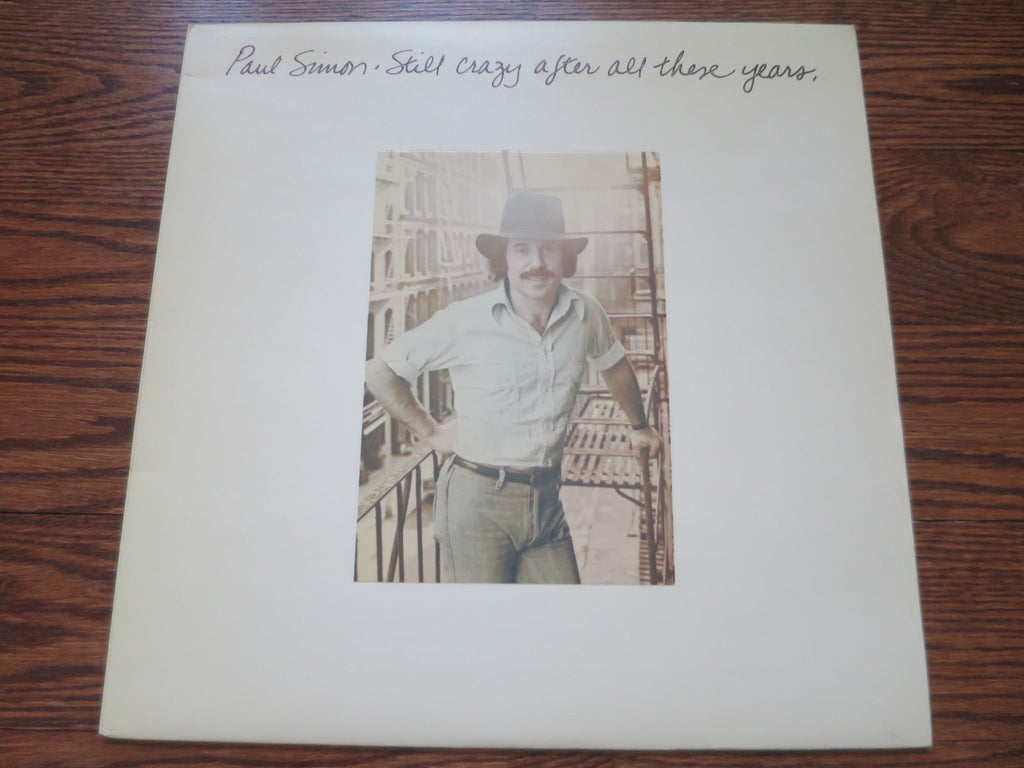 Paul Simon · Still crazy after all these years.